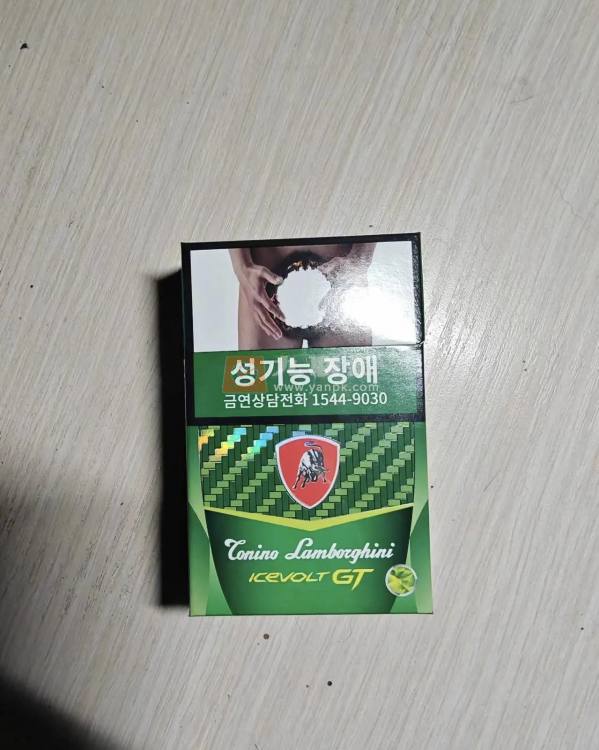 성기능 장애
www.yanpk.com
금연상담전화 1544-9030
Tonino Lamborghini
ICEVOLT GT